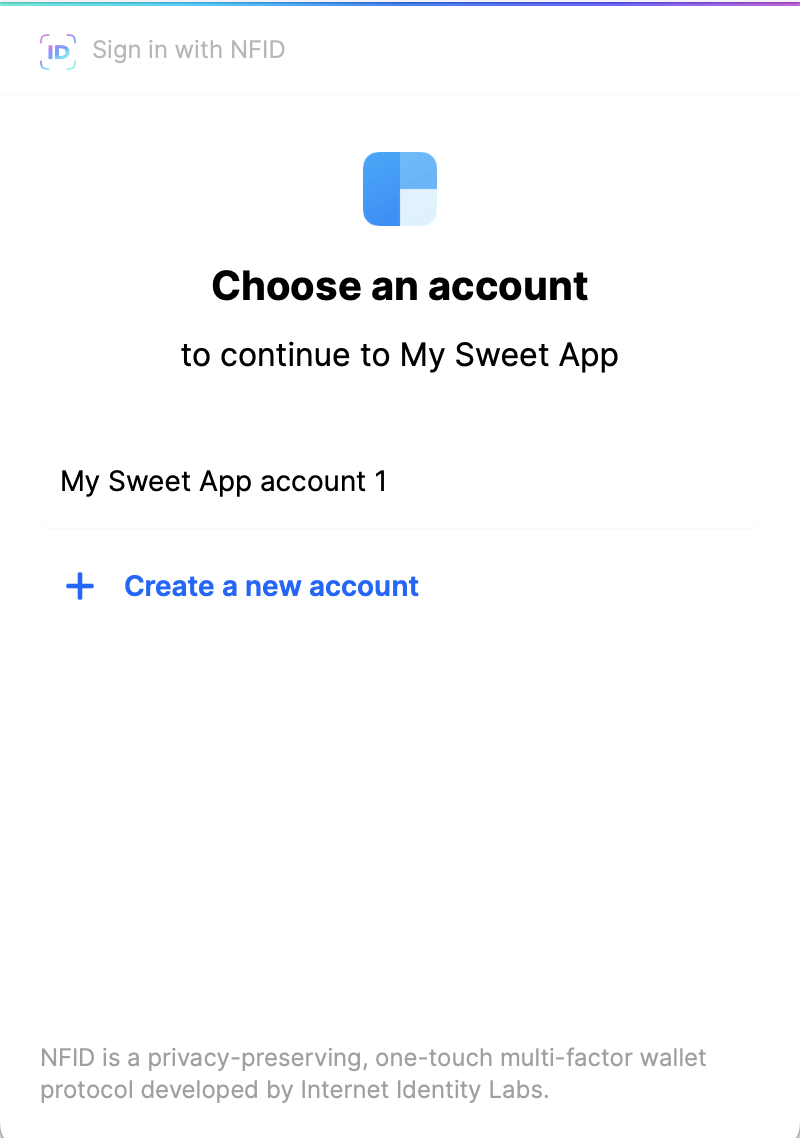 ID
Sign in with NFID
Choose an account
to continue to My Sweet App
My Sweet App account 1
Create a new account
NFID is a privacy-preserving, one-touch multi-factor wallet
protocol developed by Internet Identity Labs.